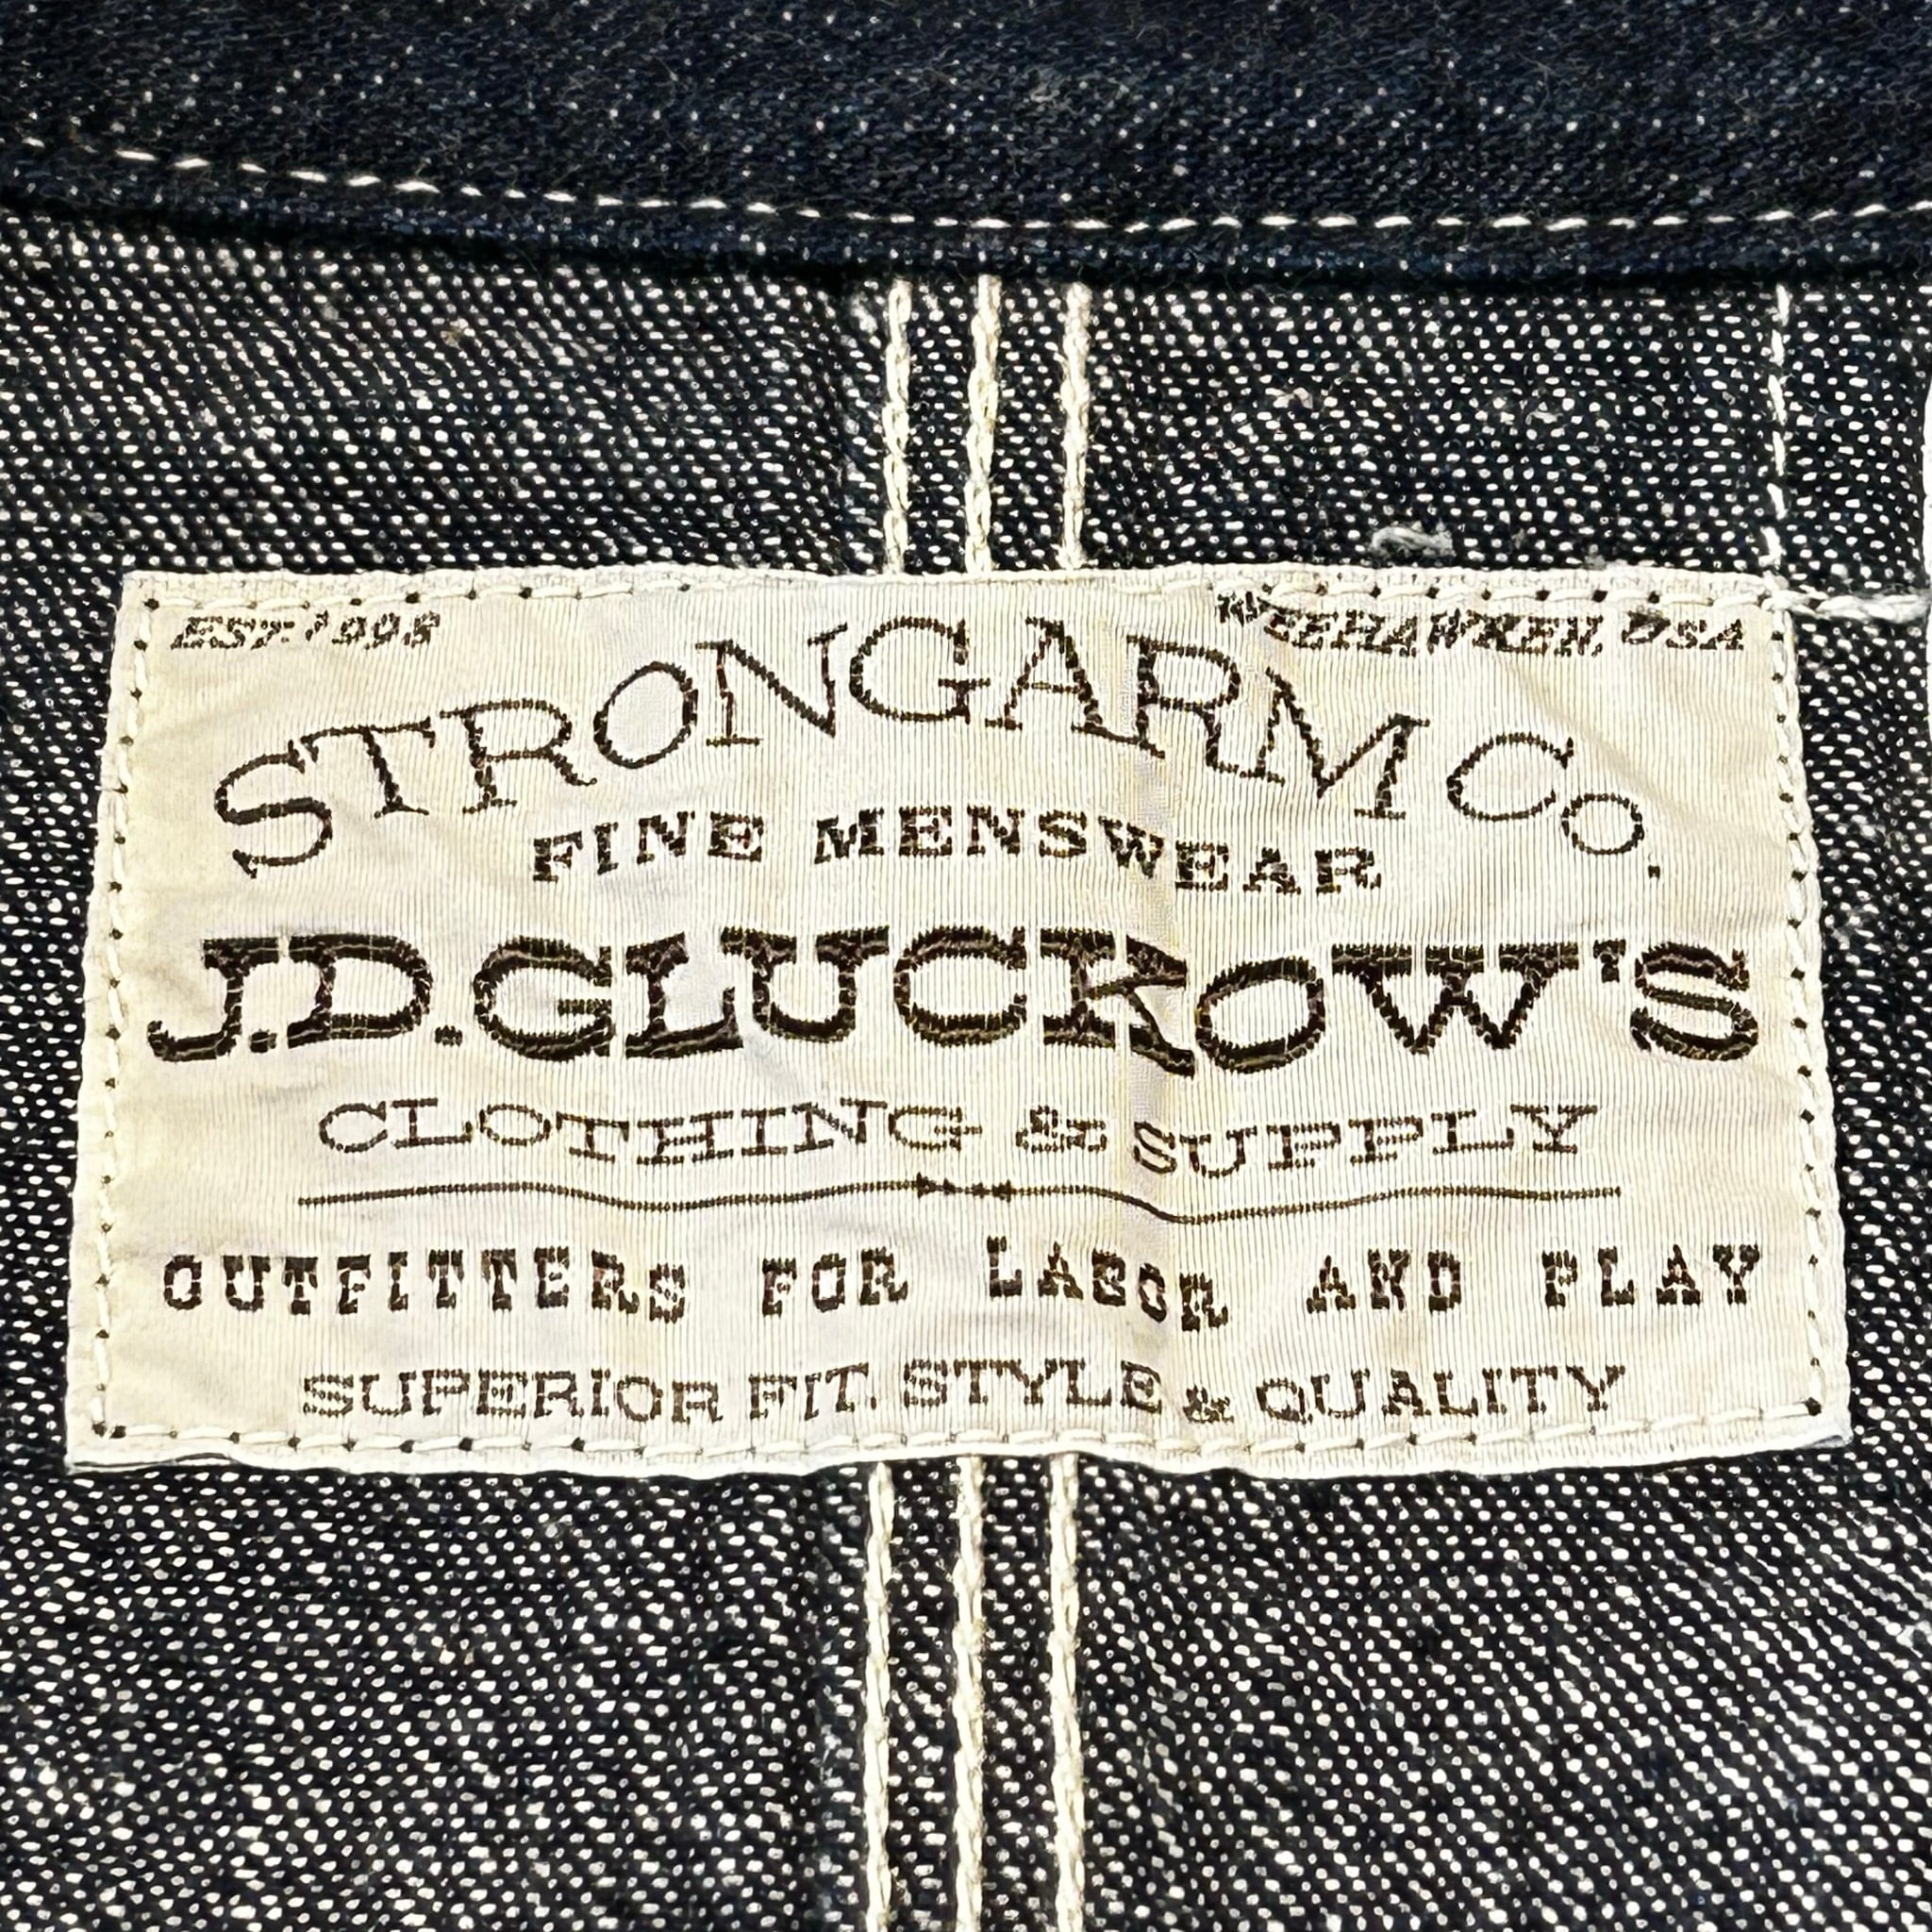 EST. 1998
WEEHAWKEN, USA
STRONGARM CO.
FINE MENSWEAR
J.D.GLUCKOW'S
CLOTHING & SUPPLY
OUTFITTERS FOR LABOR AND PLAY
SUPERIOR FIT. STYLE & QUALITY